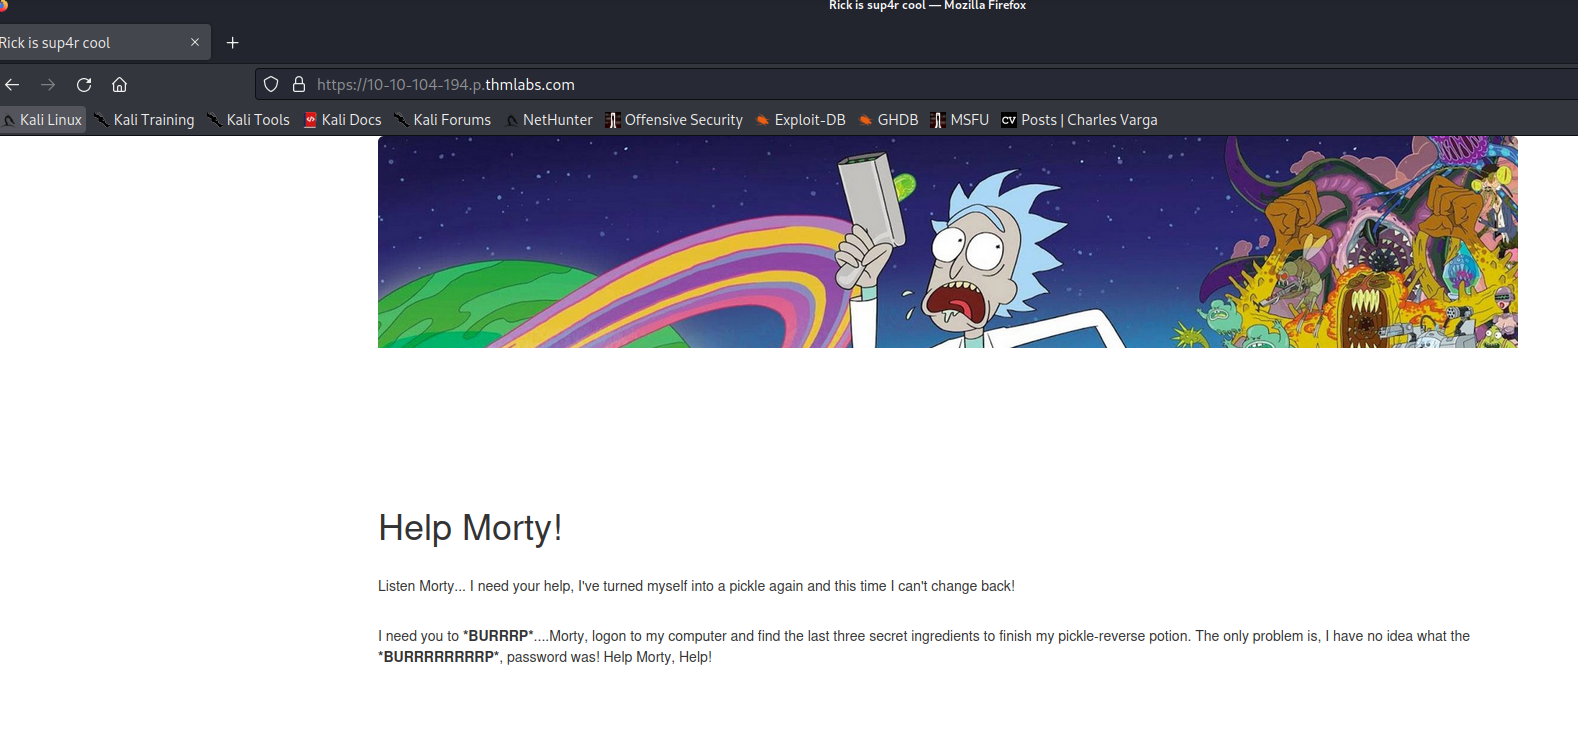 Rick is sup4r cool — Mozilla Firefox
Rick is sup4r cool
https://10-10-104-194.p.thmlabs.com
Kali Linux Kali Training Kali Tools Kali Docs Kali Forums NetHunter Offensive Security Exploit-DB GHDB MSFU CV Posts | Charles Varga
Help Morty!
Listen Morty... I need your help, I've turned myself into a pickle again and this time I can't change back!
I need you to *BURRRP*....Morty, logon to my computer and find the last three secret ingredients to finish my pickle-reverse potion. The only problem is, I have no idea what the
*BURRRRRRRRP*, password was! Help Morty, Help!